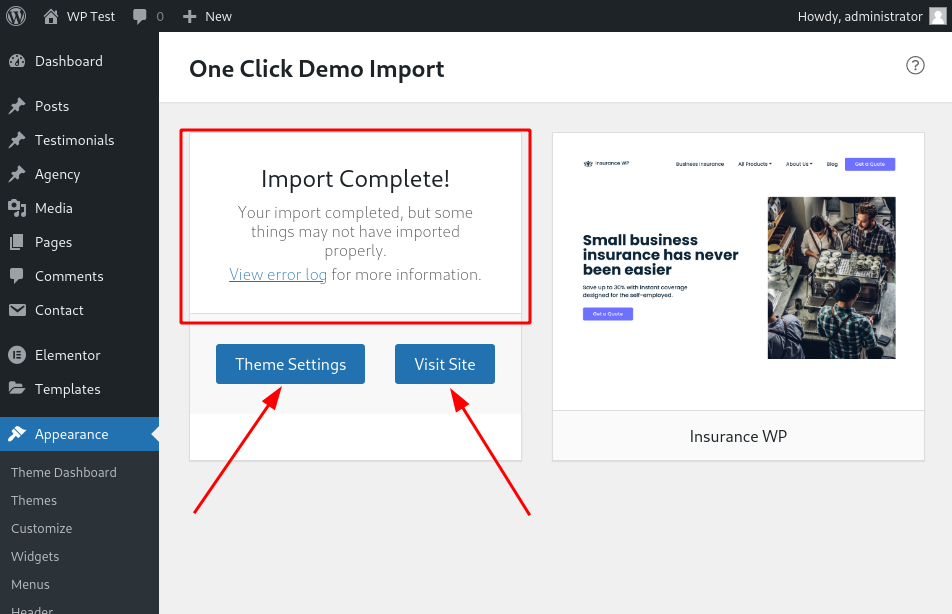 WP Test 0 New Howdy, administrator
Dashboard
Posts
Testimonials
Agency
Media
Pages
Comments
Contact
Elementor
Templates
Appearance
Theme Dashboard
Themes
Customize
Widgets
Menus
Header
One Click Demo Import
?
Import Complete!
Your import completed, but some
things may not have imported
properly.
View error log for more information.
Theme Settings Visit Site
Insurance WP Business Insurance All Products About Us Blog Get a Quote
Small business
insurance has never
been easier
Save up to 30% with instant coverage
designed for the self-employed.
Get a Quote
Insurance WP